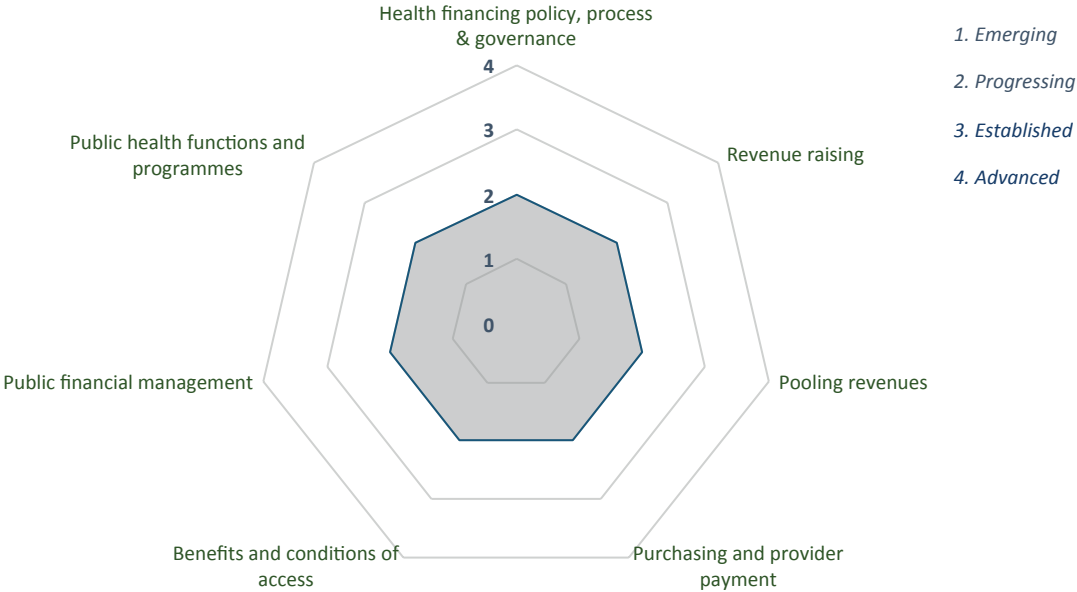 Health financing policy, process
& governance
1. Emerging
2. Progressing
3. Established
4. Advanced
4
3
2
1
0
Public health functions and
programmes
Revenue raising
Public financial management
Pooling revenues
Benefits and conditions of
access
Purchasing and provider
payment